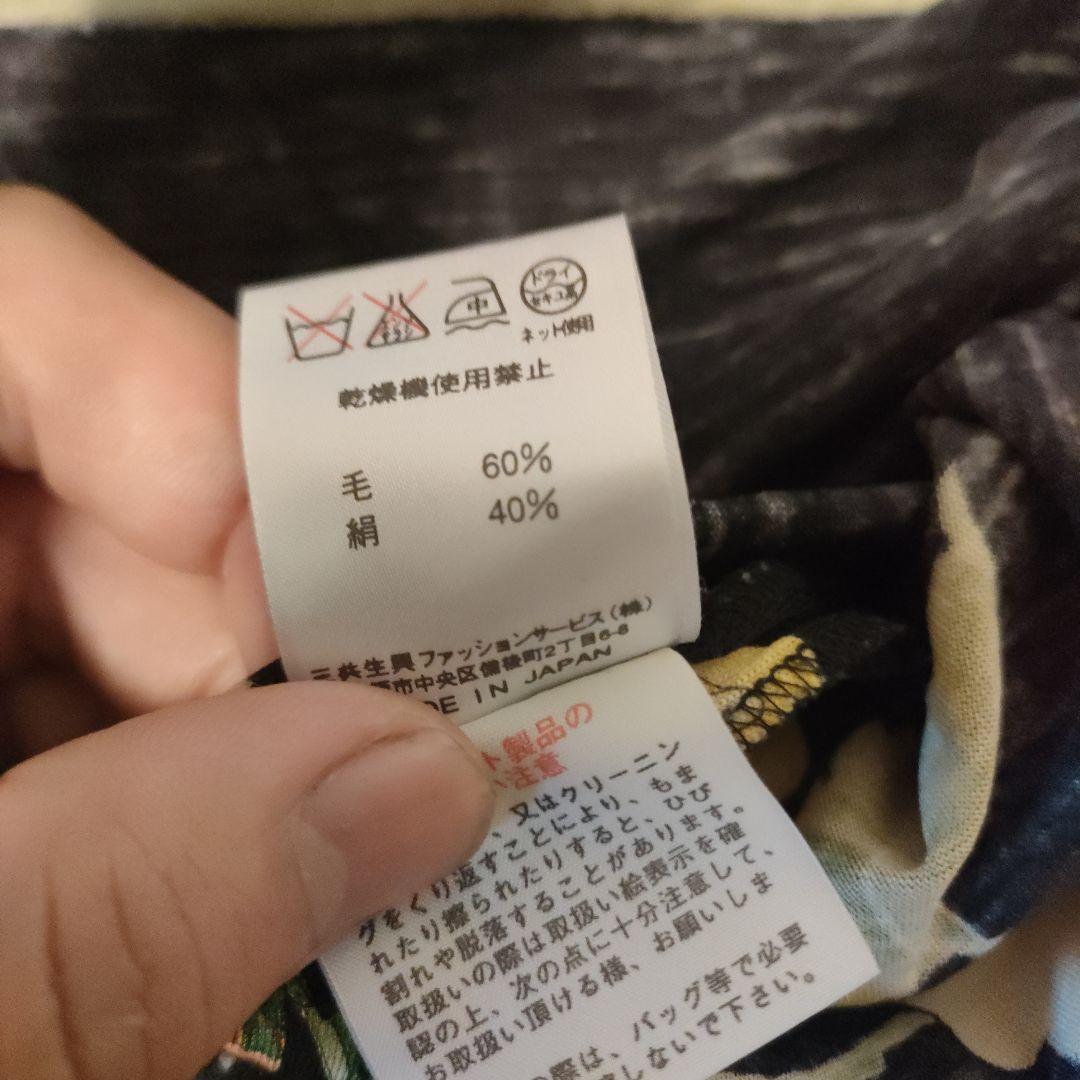 中
ドライ
セキユ系
ネット使用
乾燥機使用禁止
毛 60%
絹 40%
三共生興ファッションサービス(株)
市中央区備後町2丁目6-8
DE IN JAPAN
ト製品の
い注意
、又はクリーニン
グをくり返すことにより、もま
れたり擦られたりすると、ひび
割れや脱落することがあります。
取扱いの際は取扱い絵表示を確
認の上、次の点に十分注意して、
お取扱い頂ける様、お願いしま
の際は、バッグ等で必要
しないで下さい。